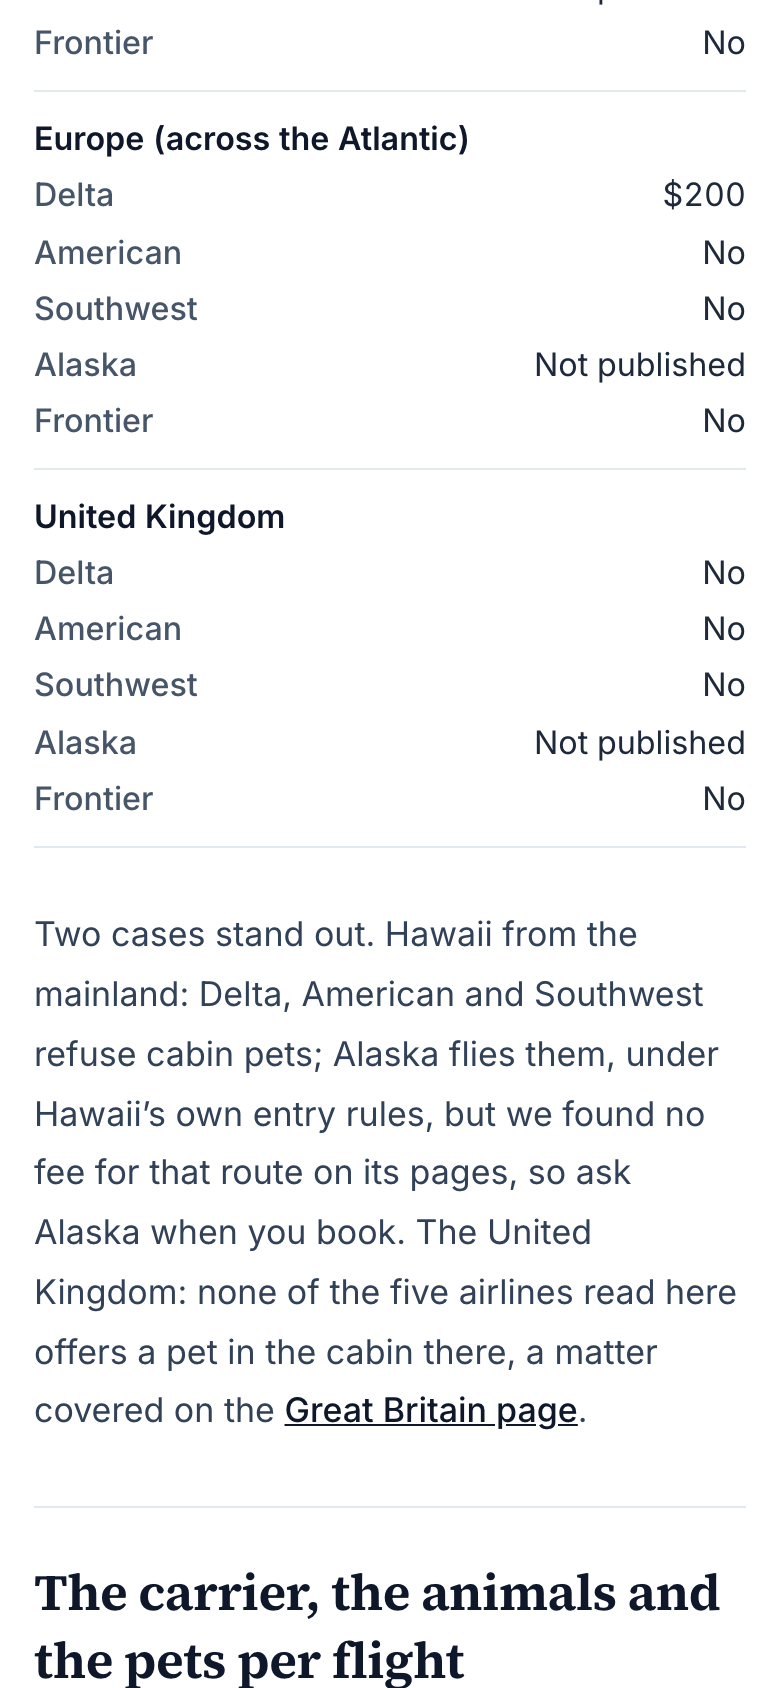 Frontier No
Europe (across the Atlantic)
Delta $200
American No
Southwest No
Alaska Not published
Frontier No
United Kingdom
Delta No
American No
Southwest No
Alaska Not published
Frontier No
Two cases stand out. Hawaii from the
mainland: Delta, American and Southwest
refuse cabin pets; Alaska flies them, under
Hawaii’s own entry rules, but we found no
fee for that route on its pages, so ask
Alaska when you book. The United
Kingdom: none of the five airlines read here
offers a pet in the cabin there, a matter
covered on the Great Britain page.
The carrier, the animals and
the pets per flight